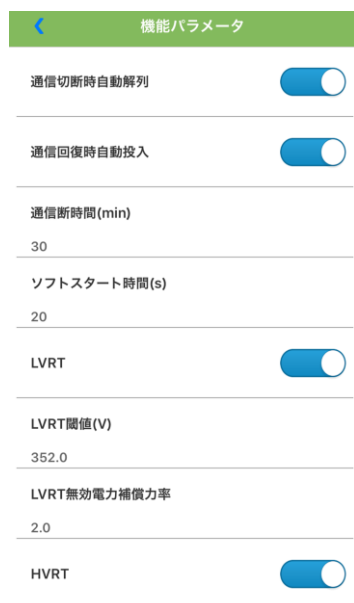 機能パラメータ
通信切断時自動解列
通信回復時自動投入
通信断時間(min)
30
ソフトスタート時間(s)
20
LVRT
LVRT閾値(V)
352.0
LVRT無効電力補償力率
2.0
HVRT